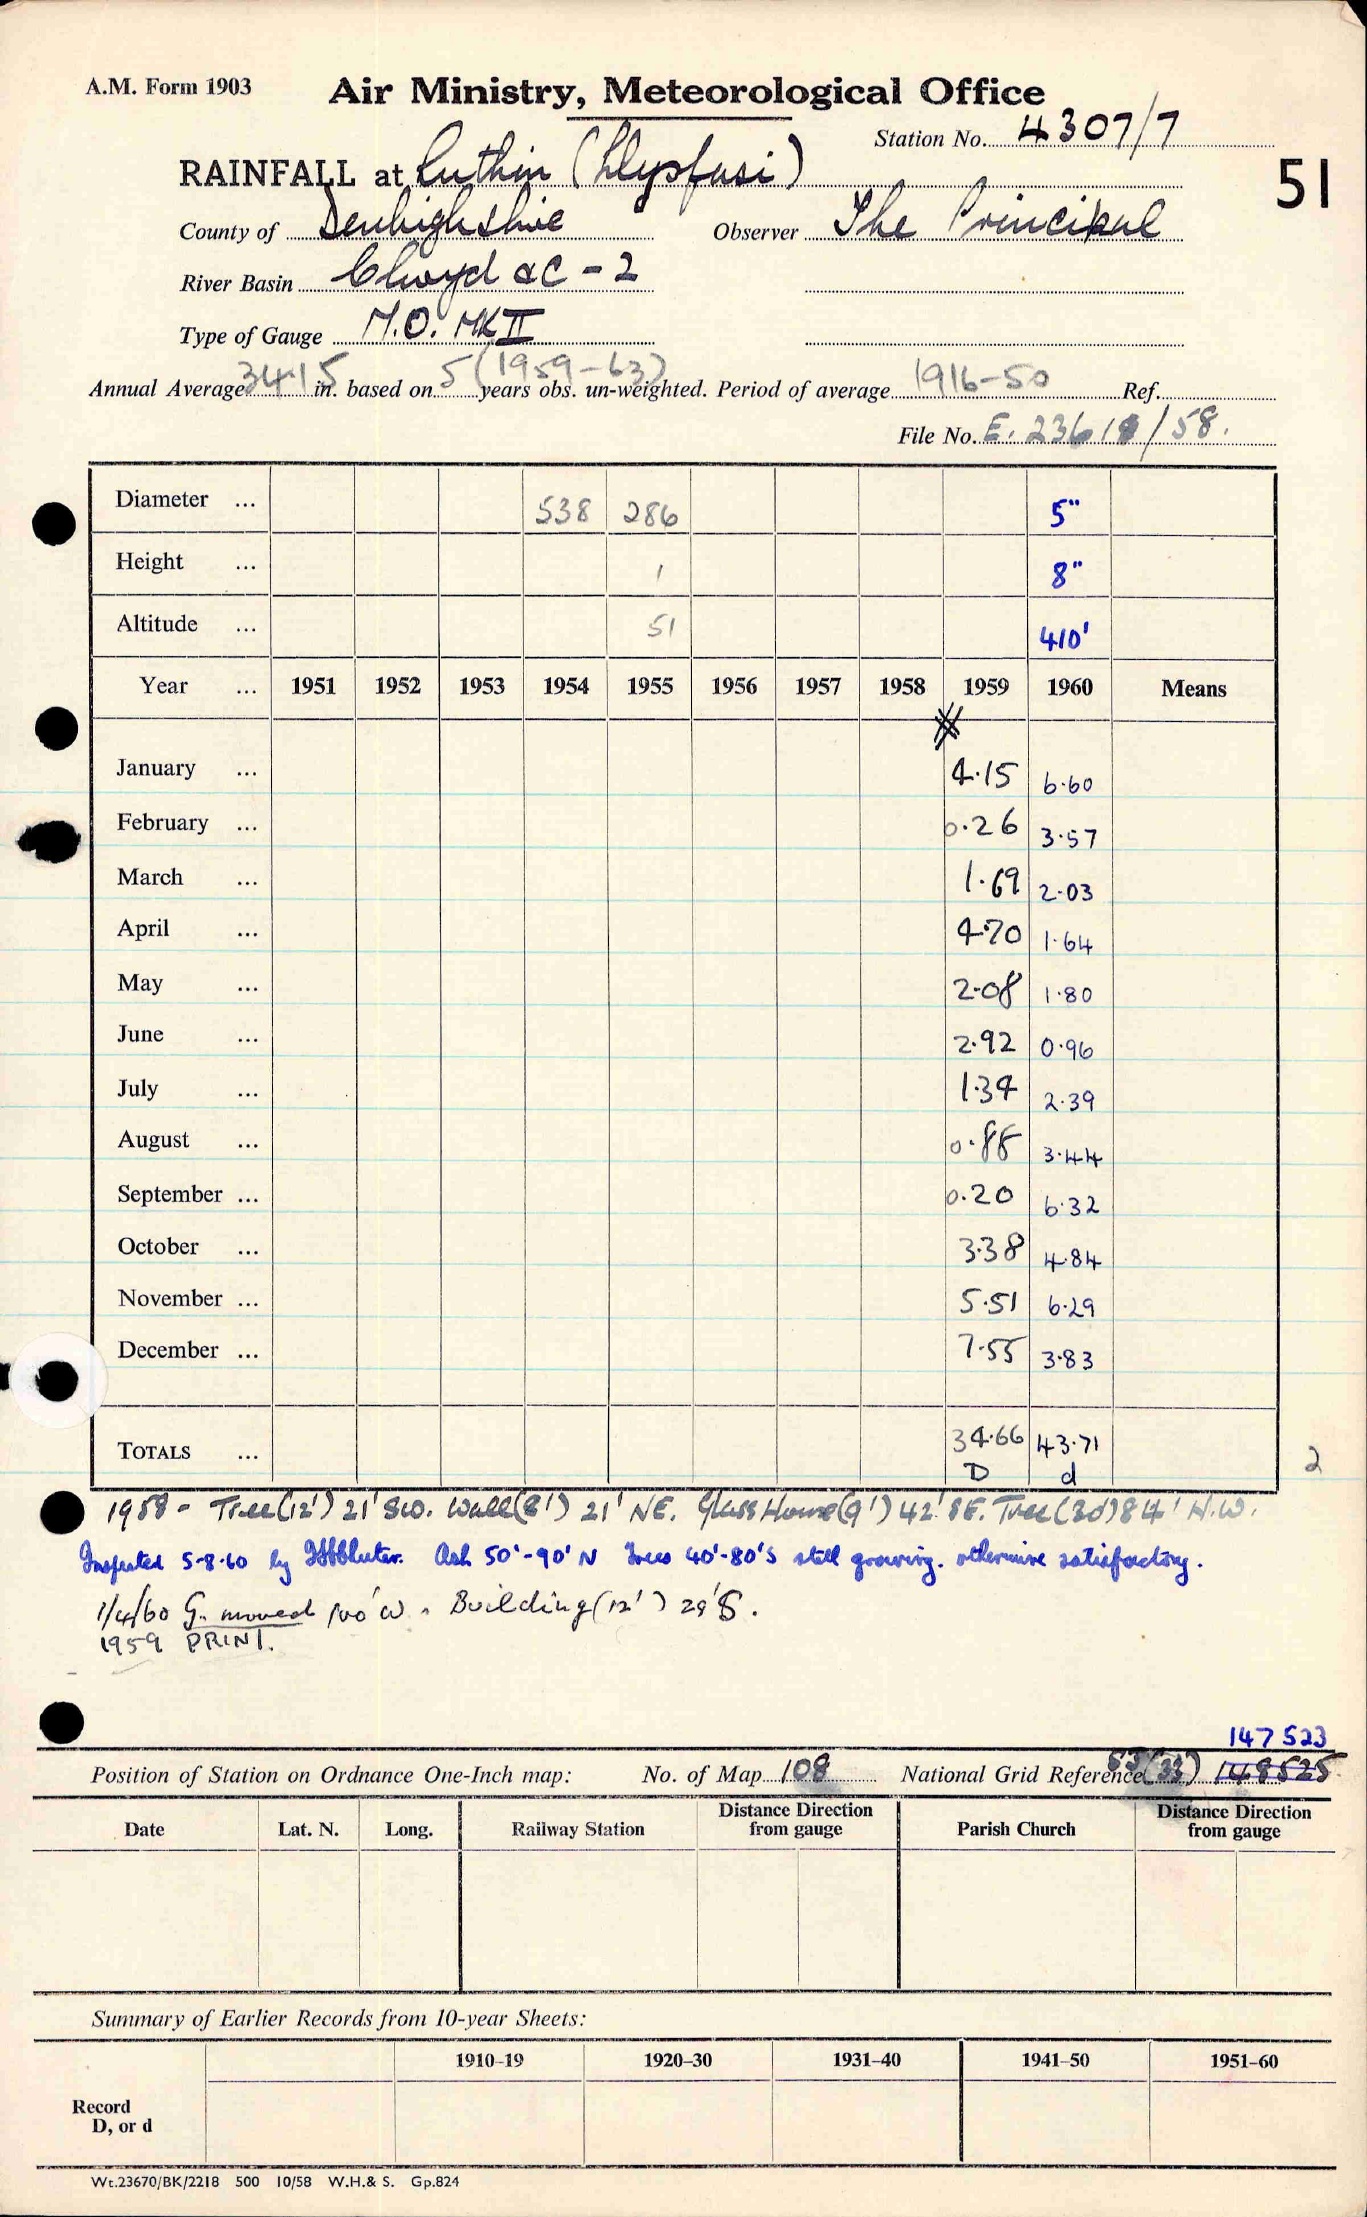 A.M. Form 1903
Air Ministry, Meteorological Office
Station No. 4307/7
51
RAINFALL at Ruthin (Llysfasi)
County of Denbighshire Observer The Principal
River Basin Clwyd &C - 2
Type of Gauge M.O. MK II
Annual Average 34.15 in. based on 5 (1959-63) years obs. un-weighted. Period of average 1916-50 Ref.
File No. E. 23618/58.
Diameter ... 538 286 5"
Height ... 1 8"
Altitude ... 51 410'
Year ... 1951 1952 1953 1954 1955 1956 1957 1958 1959 1960 Means
January ... 4.15 6.60
February ... 0.26 3.57
March ... 1.69 2.03
April ... 4.70 1.64
May ... 2.08 1.80
June ... 2.92 0.96
July ... 1.34 2.39
August ... 0.88 3.44
September ... 0.20 6.32
October ... 3.38 4.84
November ... 5.51 6.29
December ... 7.55 3.83
TOTALS ... 34.66 43.71
D d
2
1958 - Tree (12') 21' SW. Wall (8') 21' NE. Glass House (9') 42' SE. Tree (30) 84' N.W.
Inspected 5-8-60 by Ash 50'-90' N Trees 40'-80' S still growing. otherwise satisfactory.
1/4/60 G. moved 100' W. Building (12') 29' S.
1959 PRINT.
147 523
Position of Station on Ordnance One-Inch map: No. of Map 108 National Grid Reference (33) 148525
Date Lat. N. Long. Railway Station Distance Direction from gauge Parish Church Distance Direction from gauge
Summary of Earlier Records from 10-year Sheets:
1910-19 1920-30 1931-40 1941-50 1951-60
Record
D, or d
Wt.23670/BK/2218 500 10/58 W.H.& S. Gp.824